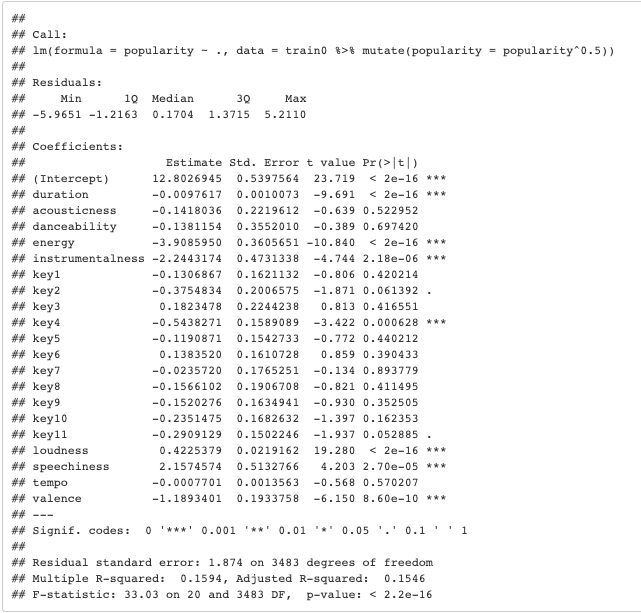 ##
## Call:
## lm(formula = popularity ~ ., data = train0 %>% mutate(popularity = popularity^0.5))
##
## Residuals:
##     Min      1Q  Median      3Q     Max
## -5.9651 -1.2163  0.1704  1.3715  5.2110
##
## Coefficients:
##                    Estimate Std. Error t value Pr(>|t|)
## (Intercept)      12.8026945  0.5397564  23.719  < 2e-16 ***
## duration         -0.0097617  0.0010073  -9.691  < 2e-16 ***
## acousticness     -0.1418036  0.2219612  -0.639 0.522952
## danceability     -0.1381154  0.3552010  -0.389 0.697420
## energy           -3.9085950  0.3605651 -10.840  < 2e-16 ***
## instrumentalness -2.2443174  0.4731338  -4.744 2.18e-06 ***
## key1             -0.1306867  0.1621132  -0.806 0.420214
## key2             -0.3754834  0.2006575  -1.871 0.061392 .
## key3              0.1823478  0.2244238   0.813 0.416551
## key4             -0.5438271  0.1589089  -3.422 0.000628 ***
## key5             -0.1190871  0.1542733  -0.772 0.440212
## key6              0.1383520  0.1610728   0.859 0.390433
## key7             -0.0235720  0.1765251  -0.134 0.893779
## key8             -0.1566102  0.1906708  -0.821 0.411495
## key9             -0.1520276  0.1634941  -0.930 0.352505
## key10            -0.2351475  0.1682632  -1.397 0.162353
## key11            -0.2909129  0.1502246  -1.937 0.052885 .
## loudness          0.4225379  0.0219162  19.280  < 2e-16 ***
## speechiness       2.1574574  0.5132766   4.203 2.70e-05 ***
## tempo            -0.0007701  0.0013563  -0.568 0.570207
## valence          -1.1893401  0.1933758  -6.150 8.60e-10 ***
## ---
## Signif. codes:  0 '***' 0.001 '**' 0.01 '*' 0.05 '.' 0.1 ' ' 1
##
## Residual standard error: 1.874 on 3483 degrees of freedom
## Multiple R-squared:  0.1594, Adjusted R-squared:  0.1546
## F-statistic: 33.03 on 20 and 3483 DF,  p-value: < 2.2e-16